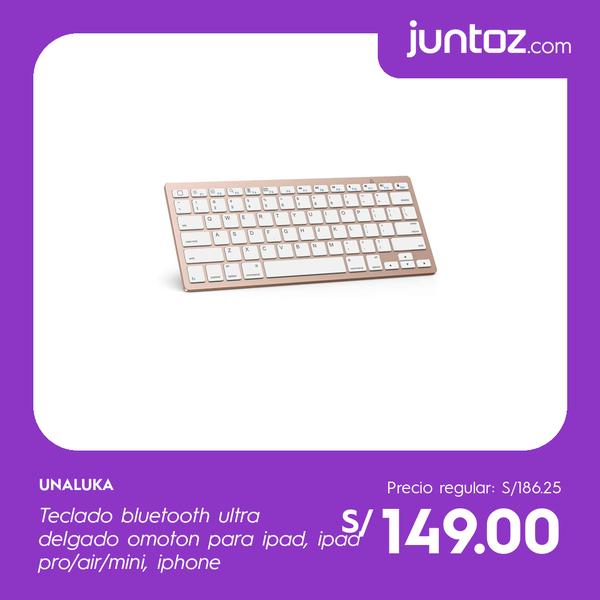 juntoz.com
UNALUKA
Teclado bluetooth ultra
delgado omoton para ipad, ipad
pro/air/mini, iphone
Precio regular: S/186.25
S/149.00